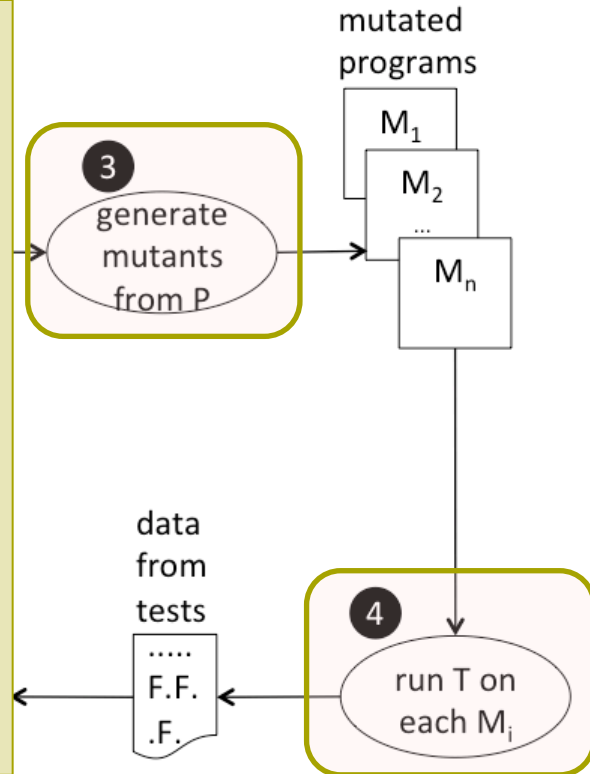 mutated
programs
M1
3
M2
generate
mutants
from P
...
Mn
data
from
tests
4
.....
F.F.
.F.
run T on
each Mi